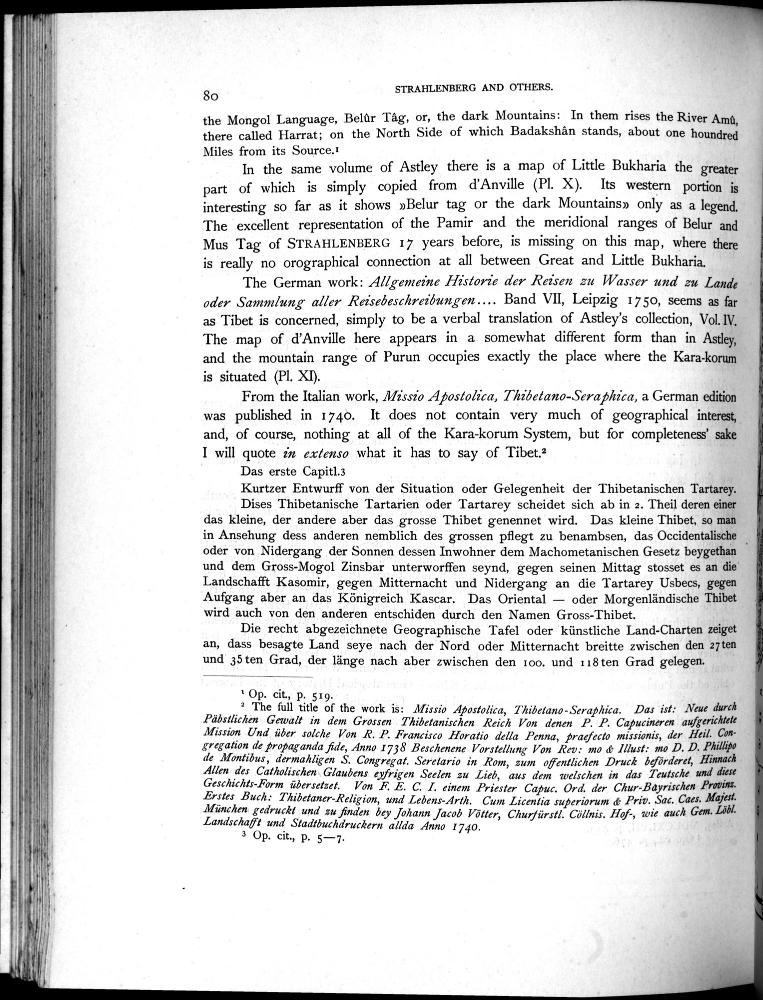 80
STRAHLENBERG AND OTHERS.
the Mongol Language, Belûr Tâg, or, the dark Mountains: In them rises the River Amû,
there called Harrat; on the North Side of which Badakshân stands, about one houndred
Miles from its Source.¹
In the same volume of Astley there is a map of Little Bukharia the greater
part of which is simply copied from d'Anville (Pl. X). Its western portion is
interesting so far as it shows »Belur tag or the dark Mountains» only as a legend.
The excellent representation of the Pamir and the meridional ranges of Belur and
Mus Tag of STRAHLENBERG 17 years before, is missing on this map, where there
is really no orographical connection at all between Great and Little Bukharia.
The German work: Allgemeine Historie der Reisen zu Wasser und zu Lande
oder Sammlung aller Reisebeschreibungen.... Band VII, Leipzig 1750, seems as far
as Tibet is concerned, simply to be a verbal translation of Astley's collection, Vol. IV.
The map of d'Anville here appears in a somewhat different form than in Astley,
and the mountain range of Purun occupies exactly the place where the Kara-korum
is situated (Pl. XI).
From the Italian work, Missio Apostolica, Thibetano-Seraphica, a German edition
was published in 1740. It does not contain very much of geographical interest,
and, of course, nothing at all of the Kara-korum System, but for completeness' sake
I will quote in extenso what it has to say of Tibet.²
Das erste Capitl.3
Kurtzer Entwurff von der Situation oder Gelegenheit der Thibetanischen Tartarey.
Dises Thibetanische Tartarien oder Tartarey scheidet sich ab in 2. Theil deren einer
das kleine, der andere aber das grosse Thibet genennet wird. Das kleine Thibet, so man
in Ansehung dess anderen nemblich des grossen pflegt zu benambsen, das Occidentalische
oder von Nidergang der Sonnen dessen Inwohner dem Machometanischen Gesetz beygethan
und dem Gross-Mogol Zinsbar unterworffen seynd, gegen seinen Mittag stosset es an die
Landschafft Kasomir, gegen Mitternacht und Nidergang an die Tartarey Usbecs, gegen
Aufgang aber an das Königreich Kascar. Das Oriental — oder Morgenländische Thibet
wird auch von den anderen entschiden durch den Namen Gross-Thibet.
Die recht abgezeichnete Geographische Tafel oder künstliche Land-Charten zeiget
an, dass besagte Land seye nach der Nord oder Mitternacht breitte zwischen den 27ten
und 35ten Grad, der länge nach aber zwischen den 100. und 118ten Grad gelegen.
¹ Op. cit., p. 519.
² The full title of the work is: Missio Apostolica, Thibetano-Seraphica. Das ist: Neue durch
Päbstlichen Gewalt in dem Grossen Thibetanischen Reich Von denen P. P. Capucineren aufgerichtete
Mission Und über solche Von R. P. Francisco Horatio della Penna, praefecto missionis, der Heil. Con-
gregation de propaganda fide, Anno 1738 Beschenene Vorstellung Von Rev: mo & Illust: mo D. D. Phillipo
de Montibus, dermahligen S. Congregat. Seretario in Rom, zum offentlichen Druck beförderet, Hinnach
Allen des Catholischen Glaubens eyfrigen Seelen zu Lieb, aus dem welschen in das Teutsche und diese
Geschichts-Form übersetzet. Von F. E. C. I. einem Priester Capuc. Ord. der Chur-Bayrischen Provinz.
Erstes Buch: Thibetaner-Religion, und Lebens-Arth. Cum Licentia superiorum & Priv. Sac. Caes. Majest.
München gedruckt und zu finden bey Johann Jacob Vötter, Churfürstl. Cöllnis. Hof-, wie auch Gem. Löbl.
Landschafft und Stadtbuchdruckern allda Anno 1740.
³ Op. cit., p. 5—7.